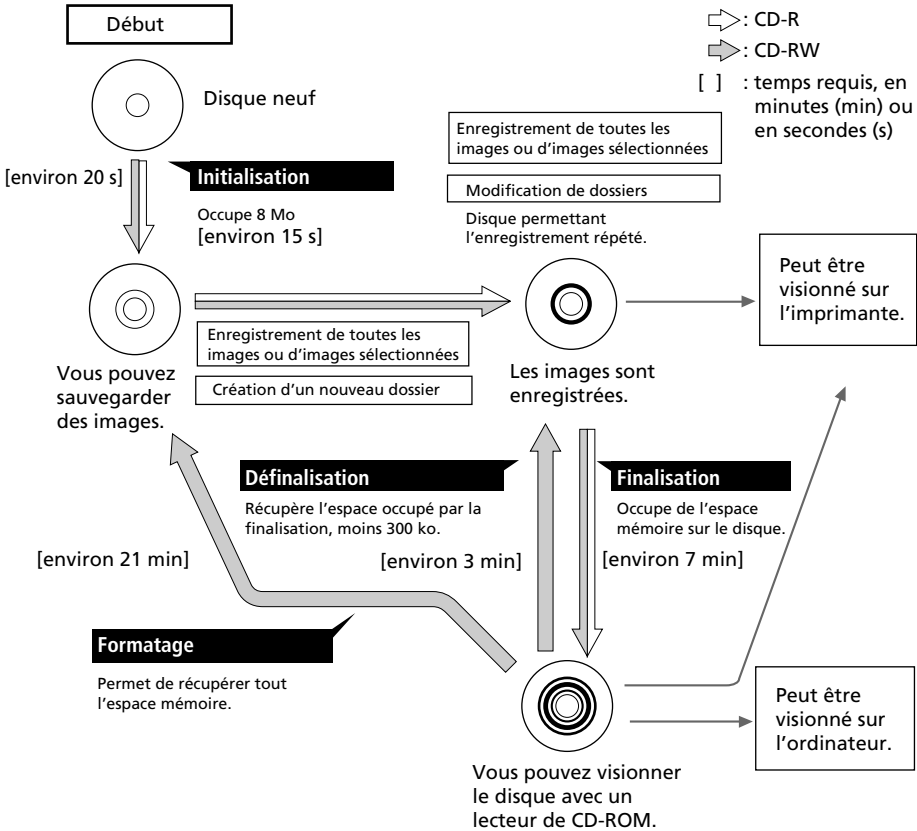 Début
: CD-R
: CD-RW
[ ] : temps requis, en
minutes (min) ou
en secondes (s)
Disque neuf
[environ 20 s]
Initialisation
Occupe 8 Mo
[environ 15 s]
Enregistrement de toutes les
images ou d'images sélectionnées
Modification de dossiers
Disque permettant
l'enregistrement répété.
Peut être
visionné sur
l'imprimante.
Enregistrement de toutes les
images ou d'images sélectionnées
Création d'un nouveau dossier
Vous pouvez
sauvegarder
des images.
Les images sont
enregistrées.
Définalisation
Récupère l'espace occupé par la
finalisation, moins 300 ko.
[environ 3 min]
Finalisation
Occupe de l'espace
mémoire sur le disque.
[environ 7 min]
[environ 21 min]
Formatage
Permet de récupérer tout
l'espace mémoire.
Peut être
visionné sur
l'ordinateur.
Vous pouvez visionner
le disque avec un
lecteur de CD-ROM.